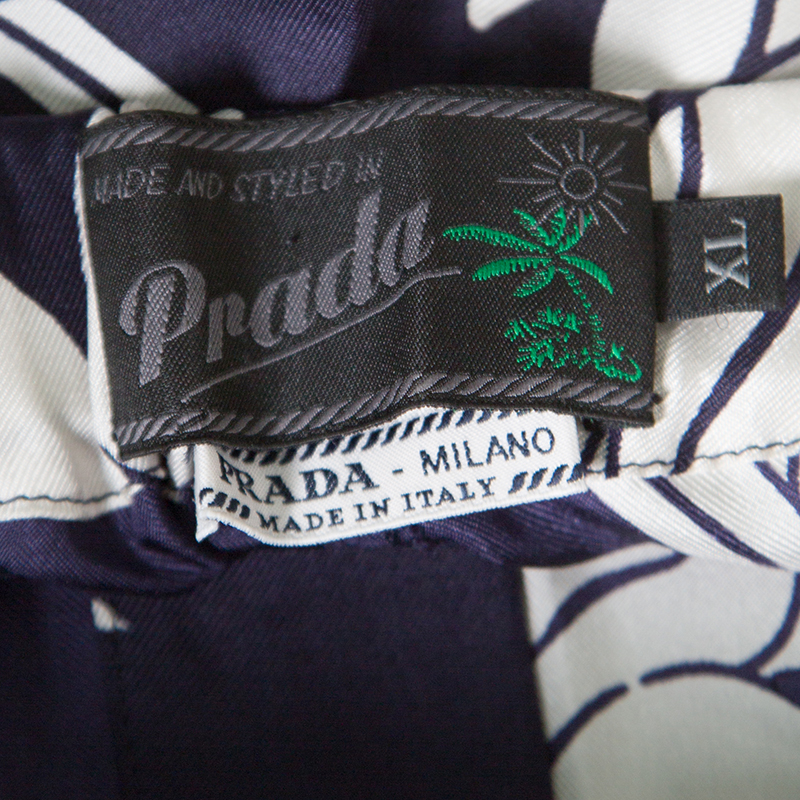 MADE AND STYLED IN
Prada
XL
PRADA - MILANO
MADE IN ITALY